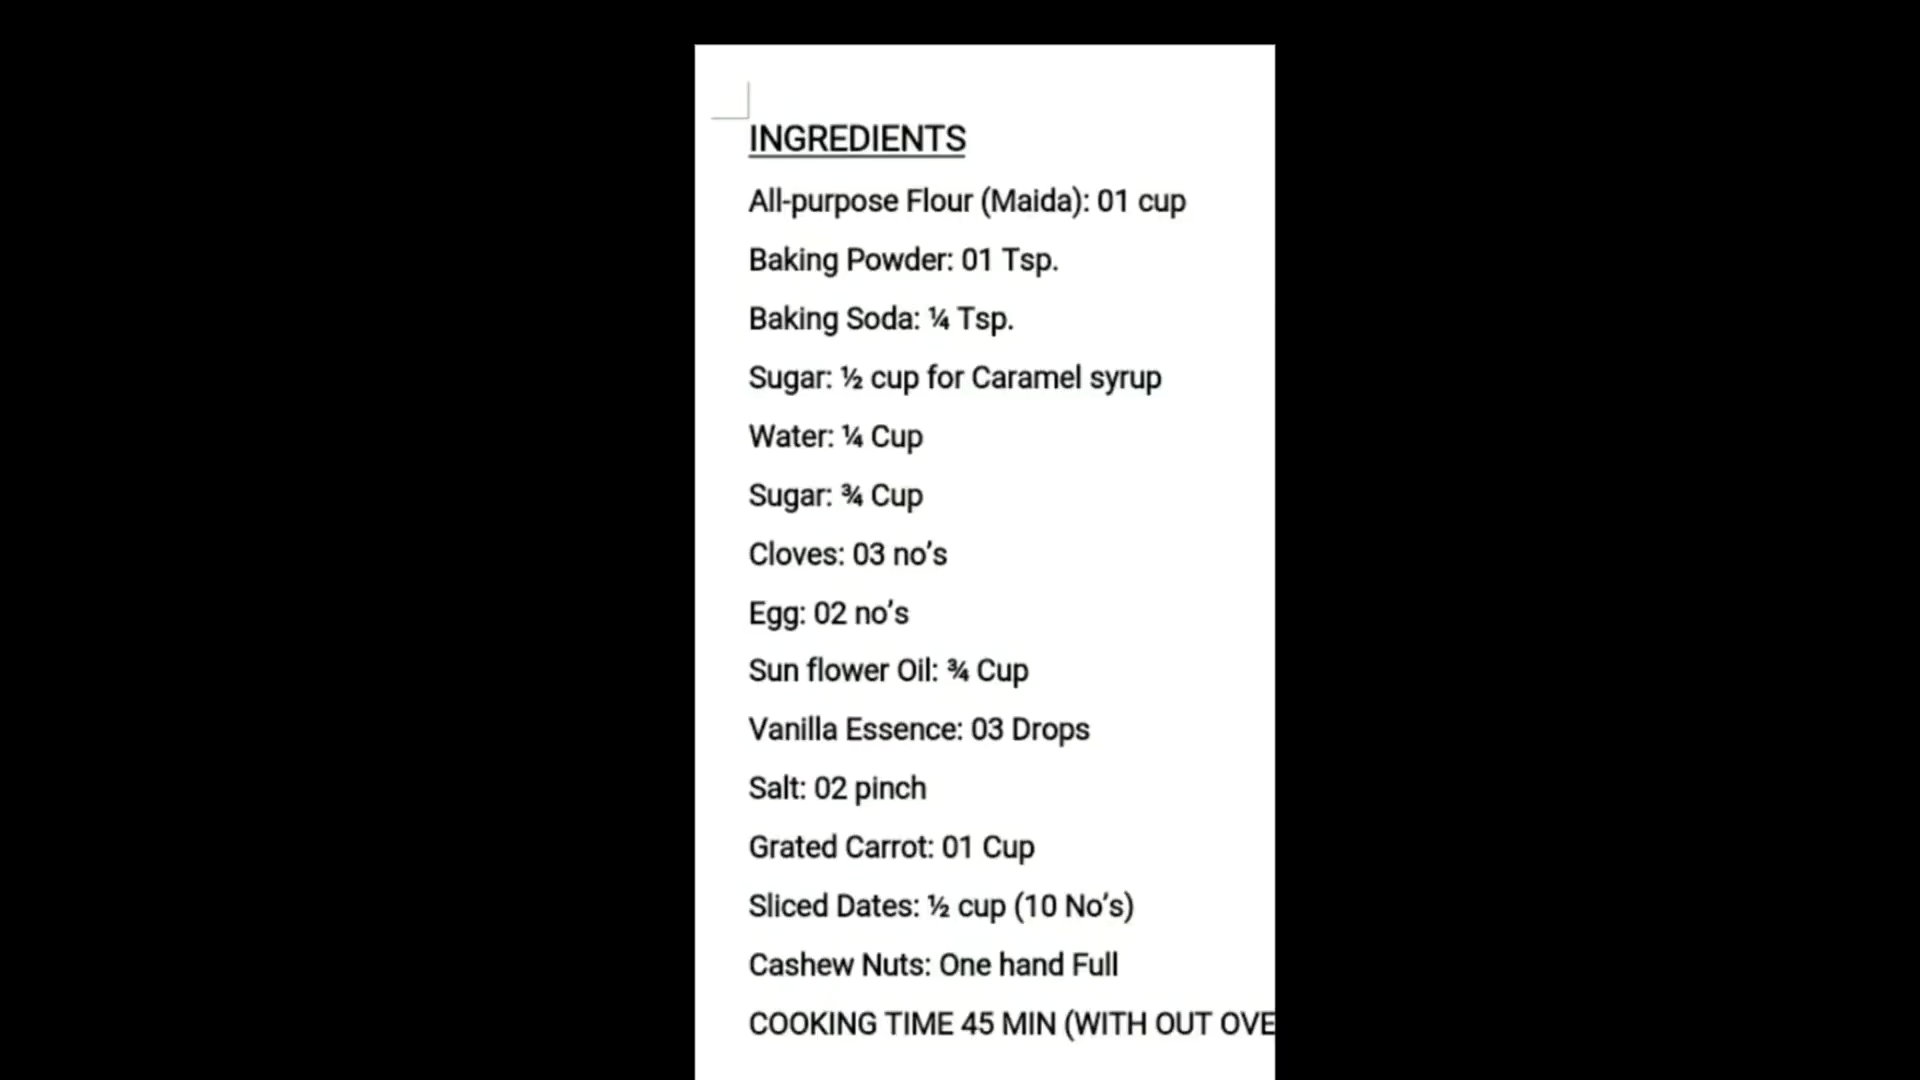 INGREDIENTS
All-purpose Flour (Maida): 01 cup
Baking Powder: 01 Tsp.
Baking Soda: ¼ Tsp.
Sugar: ½ cup for Caramel syrup
Water: ¼ Cup
Sugar: ¾ Cup
Cloves: 03 no’s
Egg: 02 no’s
Sun flower Oil: ¾ Cup
Vanilla Essence: 03 Drops
Salt: 02 pinch
Grated Carrot: 01 Cup
Sliced Dates: ½ cup (10 No’s)
Cashew Nuts: One hand Full
COOKING TIME 45 MIN (WITH OUT OVE